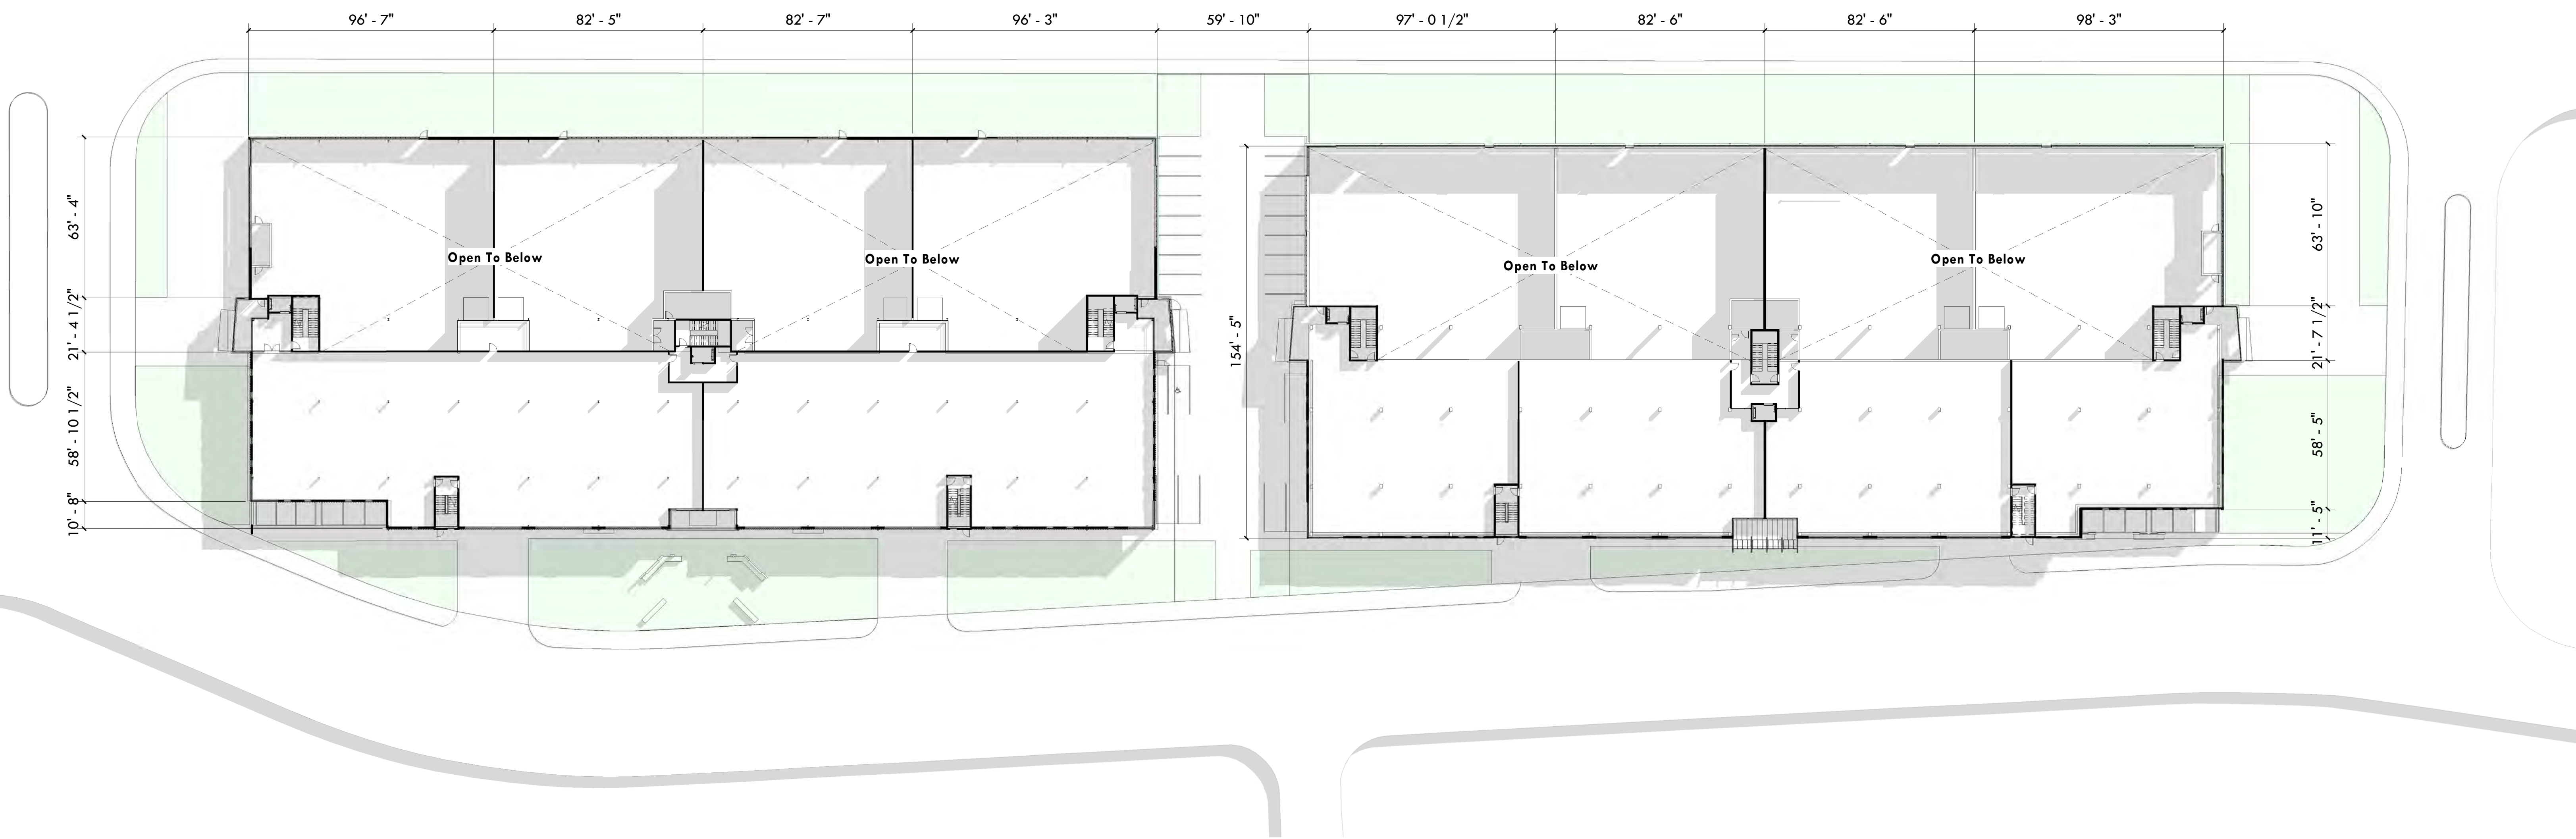 96' - 7"
82' - 5"
82' - 7"
96' - 3"
59' - 10"
97' - 0 1/2"
82' - 6"
82' - 6"
98' - 3"
63' - 4"
21' - 4 1/2"
58' - 10 1/2"
10' - 8"
Open To Below
Open To Below
154' - 5"
Open To Below
Open To Below
63' - 10"
21' - 7 1/2"
58' - 5"
11' - 5"